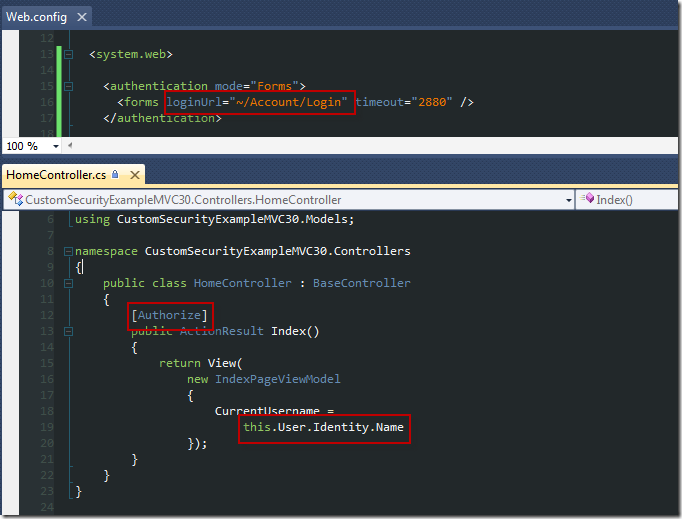 Web.config
12
13 <system.web>
14
15 <authentication mode="Forms">
16 <forms loginUrl="~/Account/Login" timeout="2880" />
17 </authentication>
18
100 %
HomeController.cs
CustomSecurityExampleMVC30.Controllers.HomeController Index()
6 using CustomSecurityExampleMVC30.Models;
7
8 namespace CustomSecurityExampleMVC30.Controllers
9 {
10 public class HomeController : BaseController
11 {
12 [Authorize]
13 public ActionResult Index()
14 {
15 return View(
16 new IndexPageViewModel
17 {
18 CurrentUsername =
19 this.User.Identity.Name
20 });
21 }
22 }
23 }
24